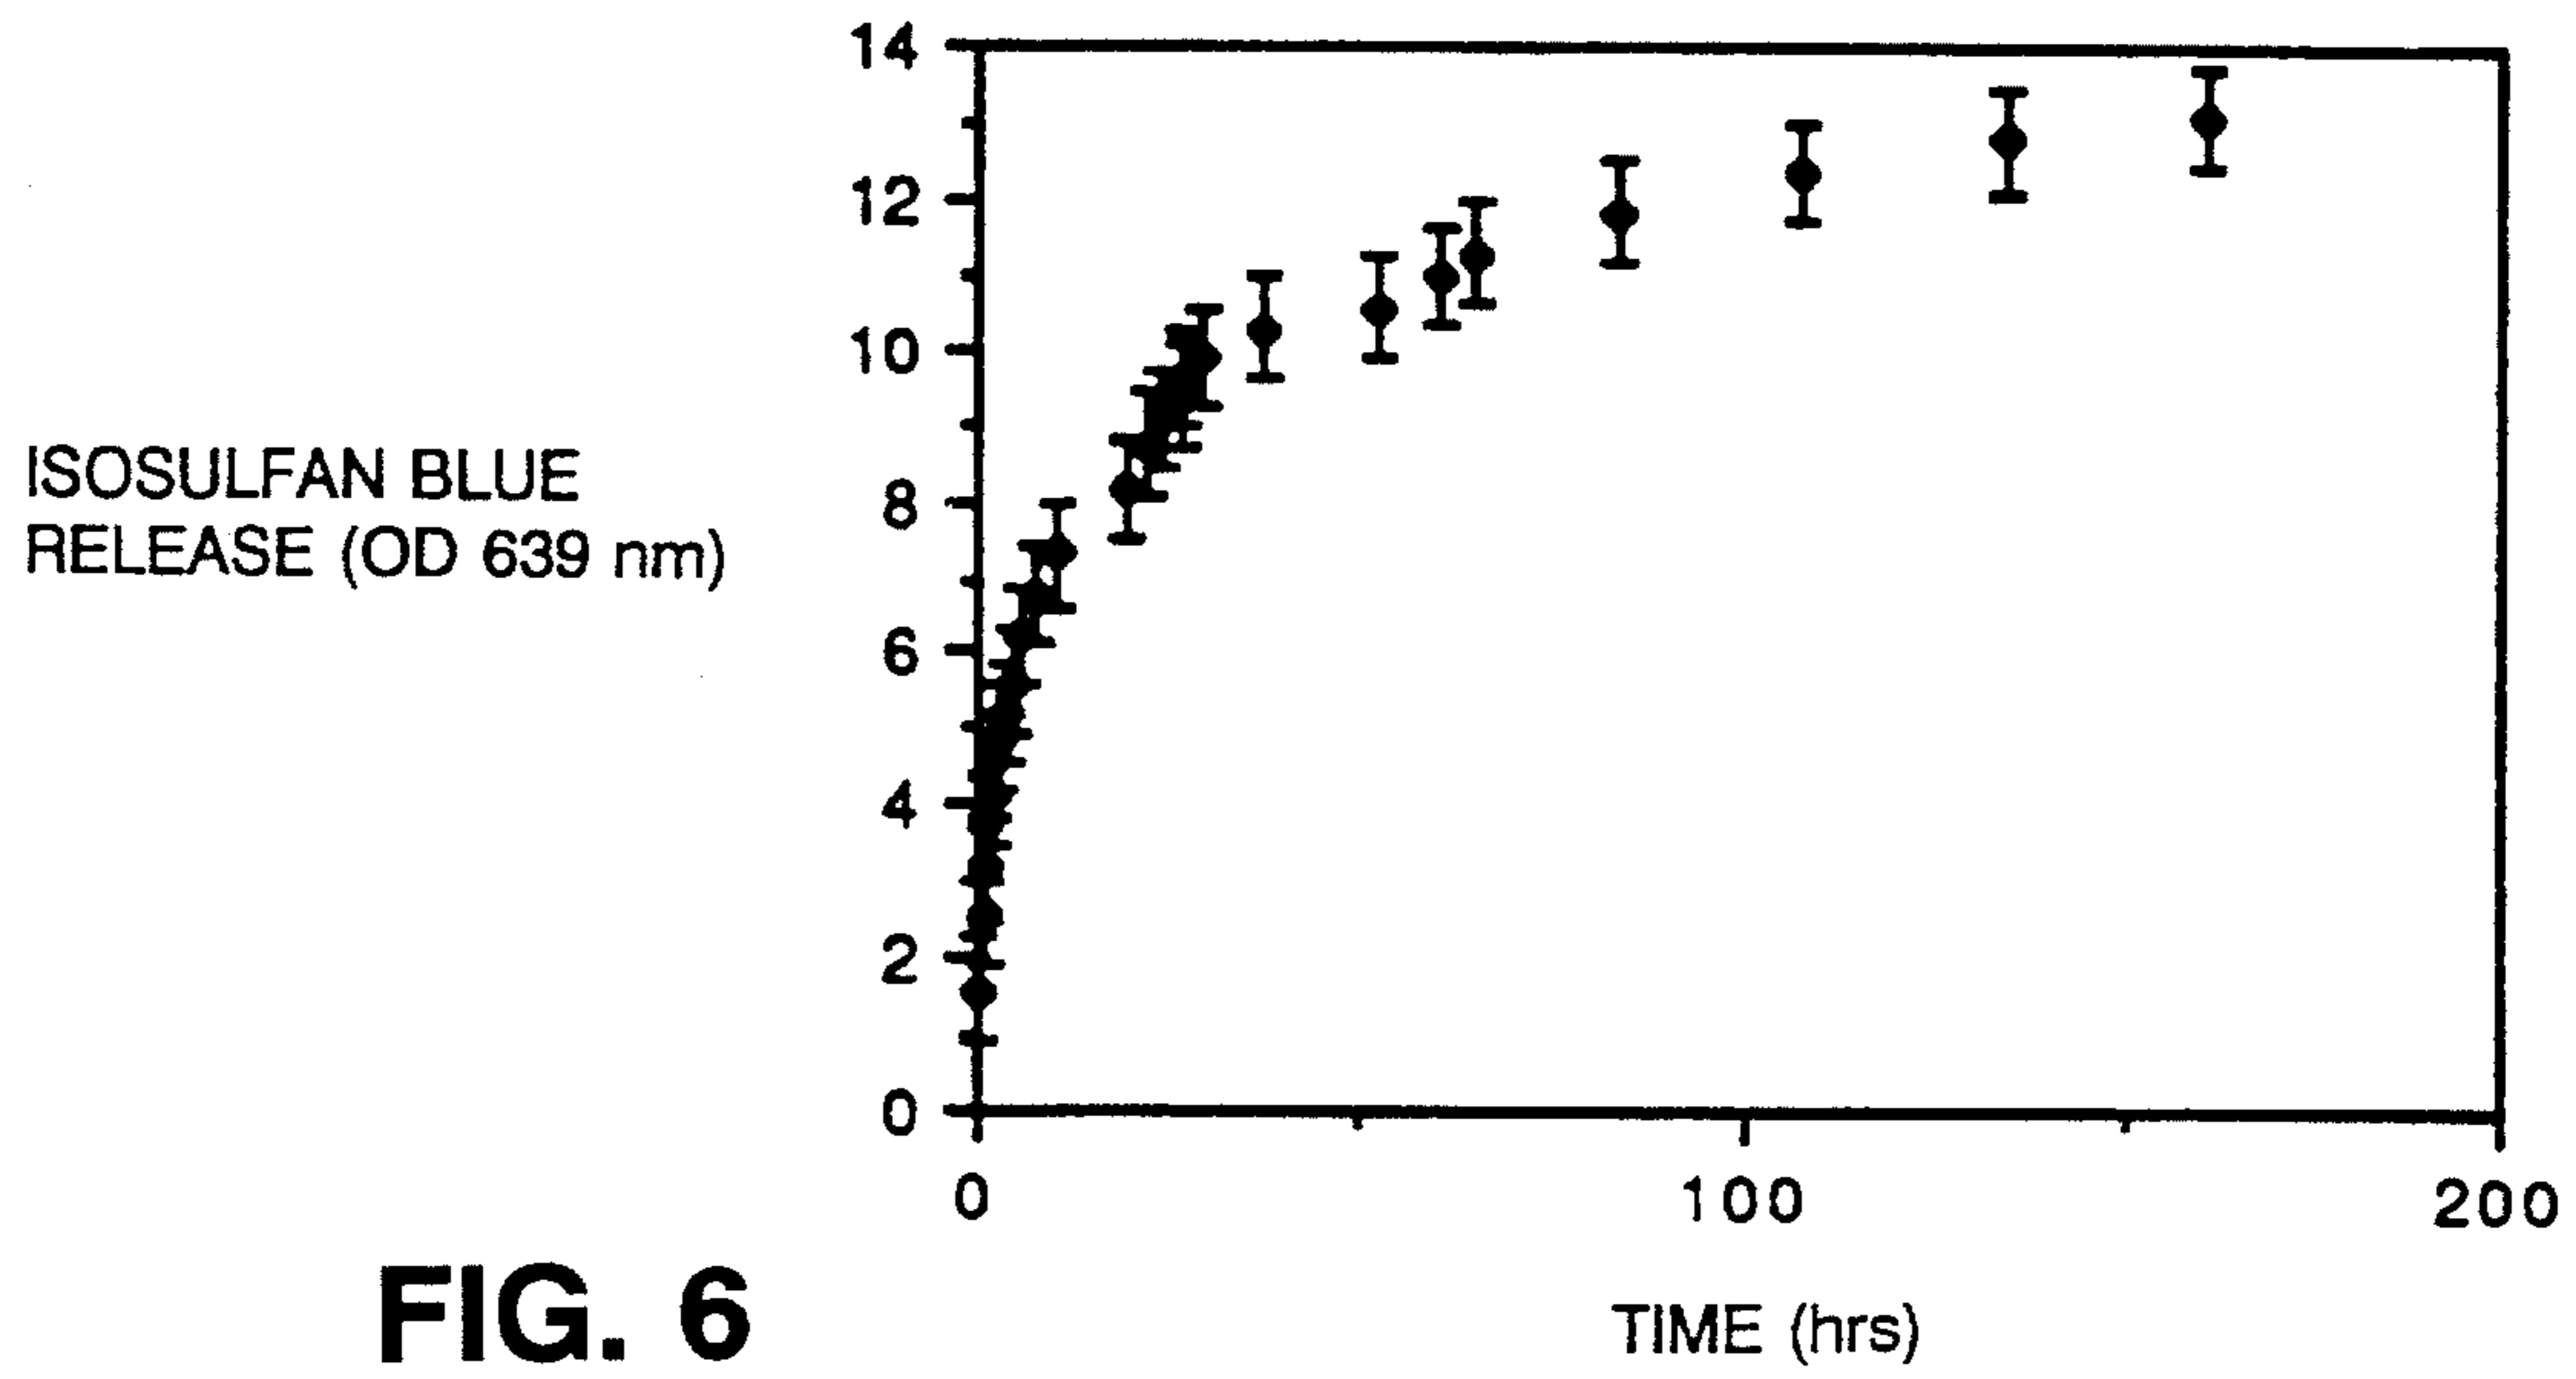 14
12
10
8
6
4
2
0
ISOSULFAN BLUE
RELEASE (OD 639 nm)
0 100 200
TIME (hrs)
FIG. 6